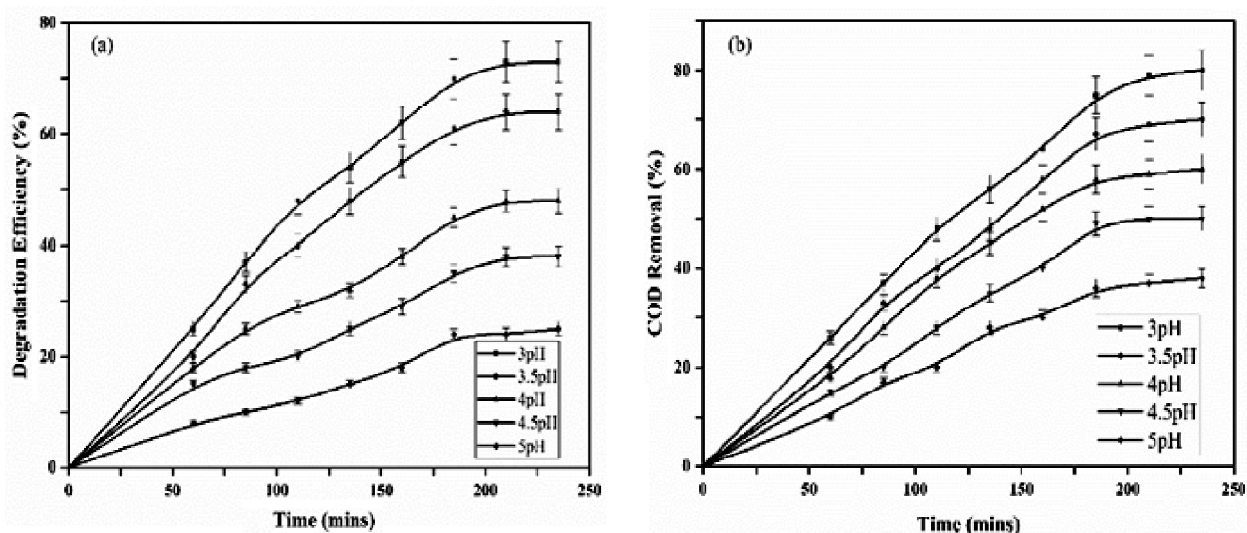 (a)
Degradation Efficiency (%)
80
60
40
20
0
3pH
3.5pH
4pH
4.5pH
5pH
0 50 100 150 200 250
Time (mins)
(b)
COD Removal (%)
80
60
40
20
0
3pH
3.5pH
4pH
4.5pH
5pH
0 50 100 150 200 250
Time (mins)